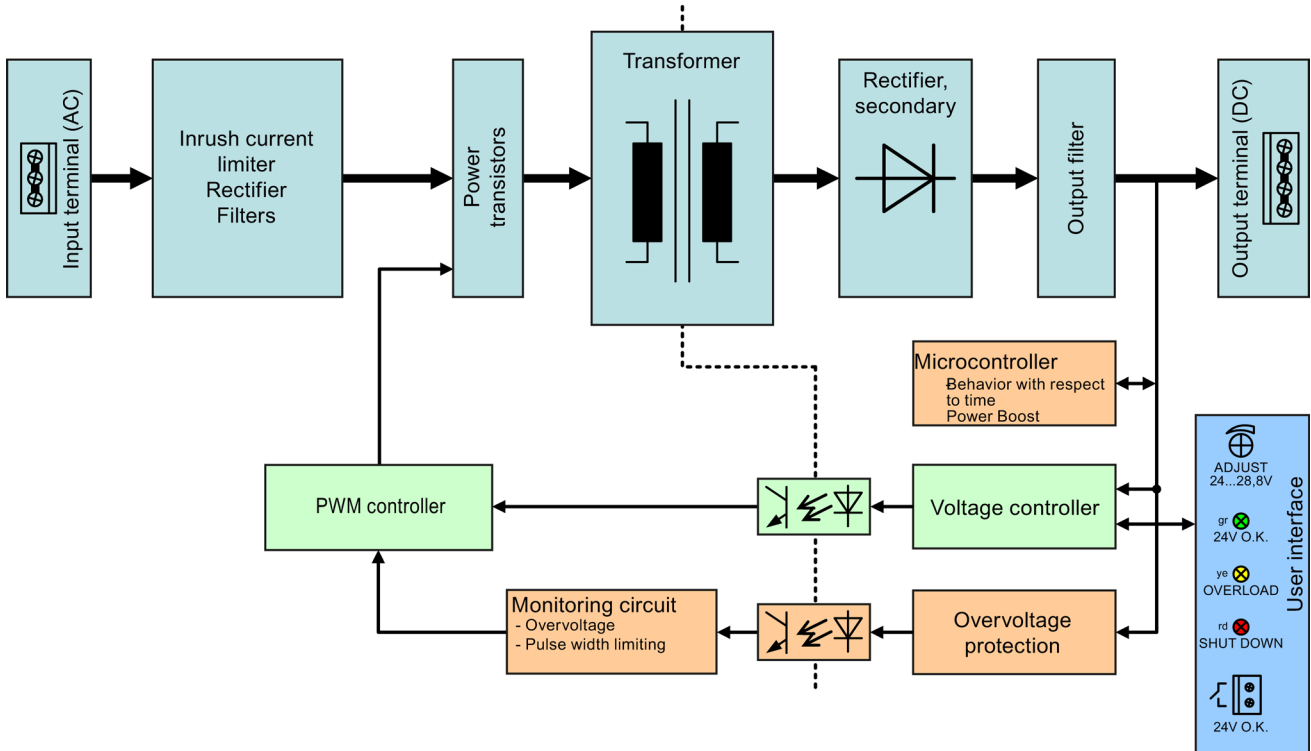 Input terminal (AC)
Inrush current
limiter
Rectifier
Filters
Power
transistors
Transformer
Rectifier,
secondary
Output filter
Output terminal (DC)
Microcontroller
- Behavior with respect
to time
Power Boost
PWM controller
Voltage controller
Monitoring circuit
- Overvoltage
- Pulse width limiting
Overvoltage
protection
User interface
ADJUST
24...28,8V
gr
24V O.K.
ye
OVERLOAD
rd
SHUT DOWN
24V O.K.